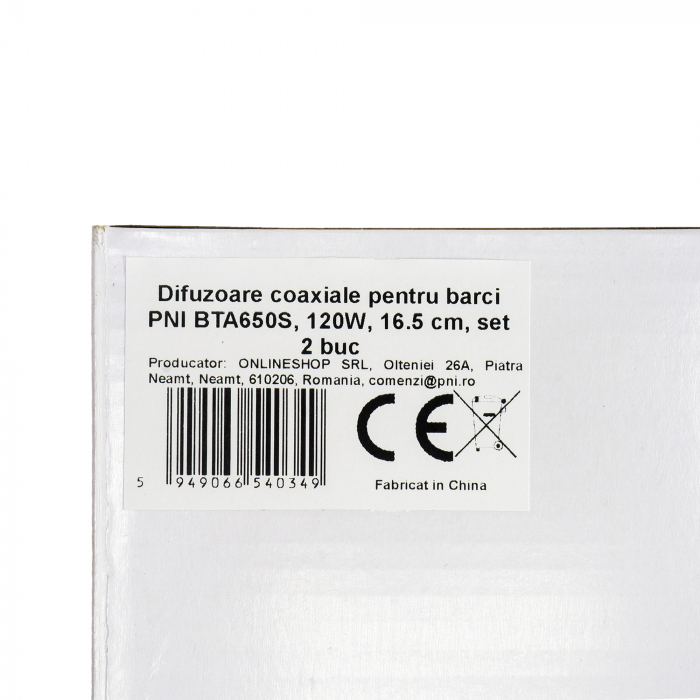 Difuzoare coaxiale pentru barci
PNI BTA650S, 120W, 16.5 cm, set
2 buc
Producator: ONLINESHOP SRL, Olteniei 26A, Piatra
Neamt, Neamt, 610206, Romania, comenzi@pni.ro
CE
5 949066 540349
Fabricat in China